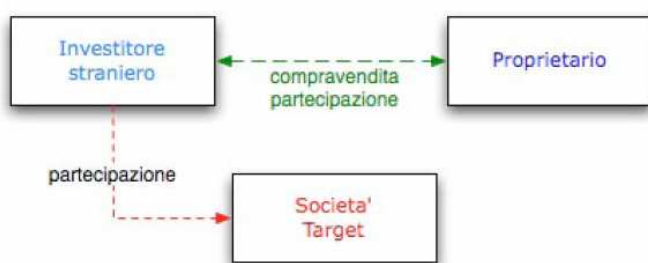 Investitore
straniero
compravendita
partecipazione
Proprietario
partecipazione
Societa'
Target